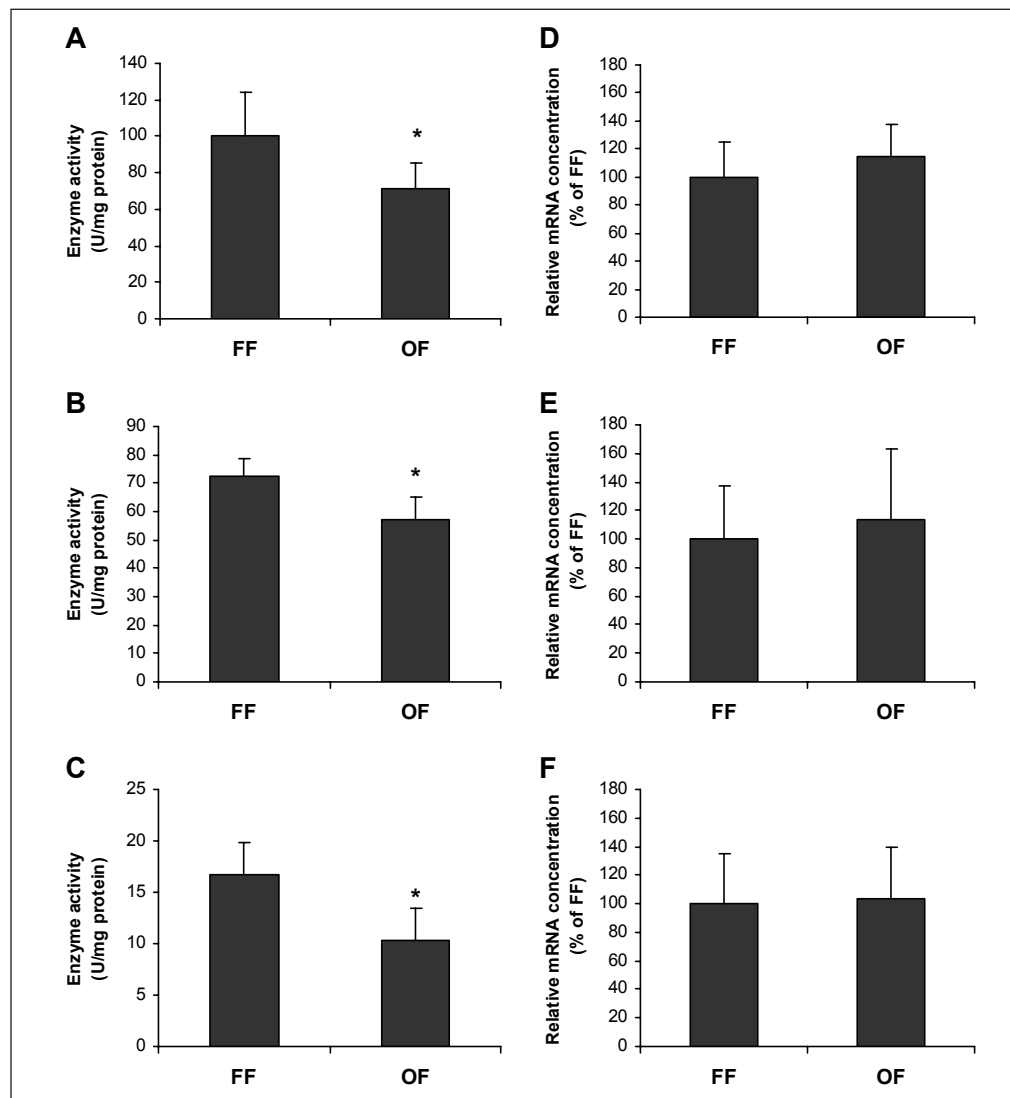 A
Enzyme activity
(U/mg protein)
140
120
100
80
60
40
20
0
*
FF OF
D
Relative mRNA concentration
(% of FF)
180
160
140
120
100
80
60
40
20
0
FF OF
B
Enzyme activity
(U/mg protein)
90
80
70
60
50
40
30
20
10
0
*
FF OF
E
Relative mRNA concentration
(% of FF)
180
160
140
120
100
80
60
40
20
0
FF OF
C
Enzyme activity
(U/mg protein)
25
20
15
10
5
0
*
FF OF
F
Relative mRNA concentration
(% of FF)
180
160
140
120
100
80
60
40
20
0
FF OF